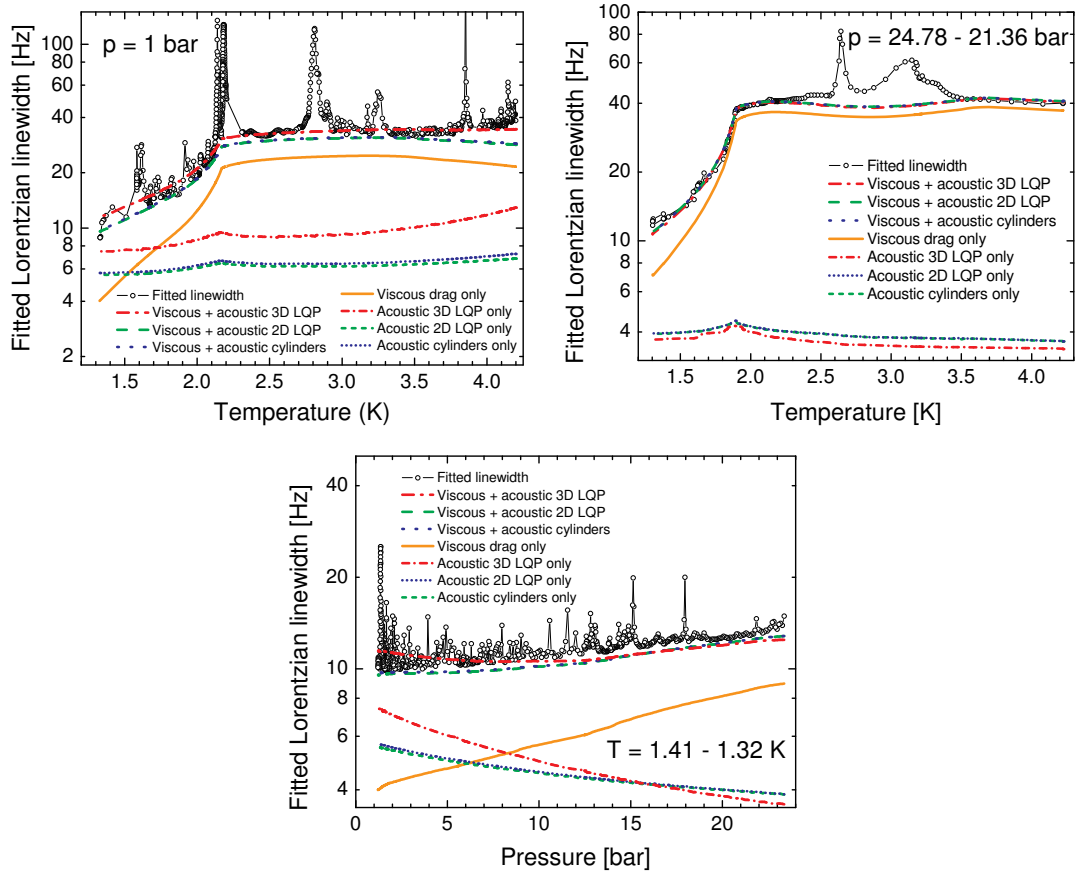 p = 1 bar
Fitted Lorentzian linewidth [Hz]
100
80
60
40
20
10
8
6
4
2
Fitted linewidth
Viscous + acoustic 3D LQP
Viscous + acoustic 2D LQP
Viscous + acoustic cylinders
Viscous drag only
Acoustic 3D LQP only
Acoustic 2D LQP only
Acoustic cylinders only
1.5 2.0 2.5 3.0 3.5 4.0
Temperature (K)
p = 24.78 - 21.36 bar
Fitted Lorentzian linewidth [Hz]
100
80
60
40
20
10
8
6
4
Fitted linewidth
Viscous + acoustic 3D LQP
Viscous + acoustic 2D LQP
Viscous + acoustic cylinders
Viscous drag only
Acoustic 3D LQP only
Acoustic 2D LQP only
Acoustic cylinders only
1.5 2.0 2.5 3.0 3.5 4.0
Temperature [K]
Fitted Lorentzian linewidth [Hz]
40
20
10
8
6
4
Fitted linewidth
Viscous + acoustic 3D LQP
Viscous + acoustic 2D LQP
Viscous + acoustic cylinders
Viscous drag only
Acoustic 3D LQP only
Acoustic 2D LQP only
Acoustic cylinders only
T = 1.41 - 1.32 K
0 5 10 15 20
Pressure [bar]